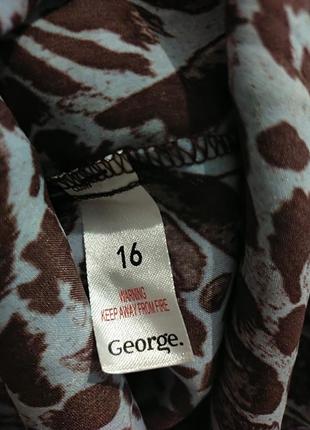 16
WARNING
KEEP AWAY FROM FIRE
George.